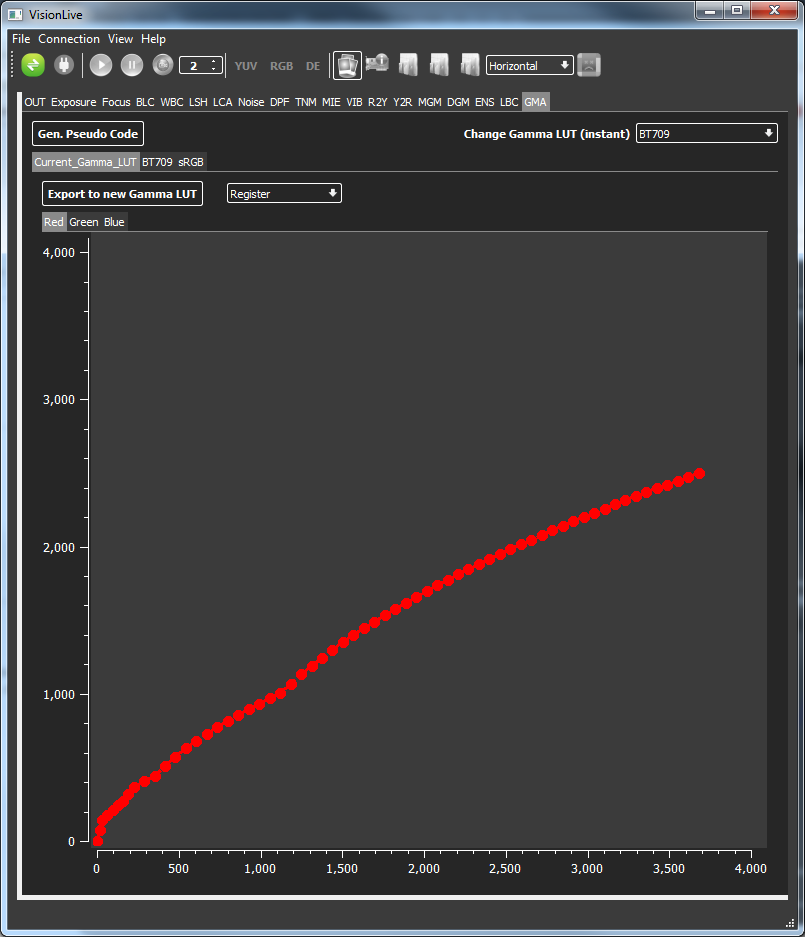 VisionLive
File Connection View Help
2 YUV RGB DE Horizontal
OUT Exposure Focus BLC WBC LSH LCA Noise DPF TNM MIE VIB R2Y Y2R MGM DGM ENS LBC GMA
Gen. Pseudo Code Change Gamma LUT (instant) BT709
Current_Gamma_LUT BT709 sRGB
Export to new Gamma LUT Register
Red Green Blue
4,000
3,000
2,000
1,000
0
0 500 1,000 1,500 2,000 2,500 3,000 3,500 4,000